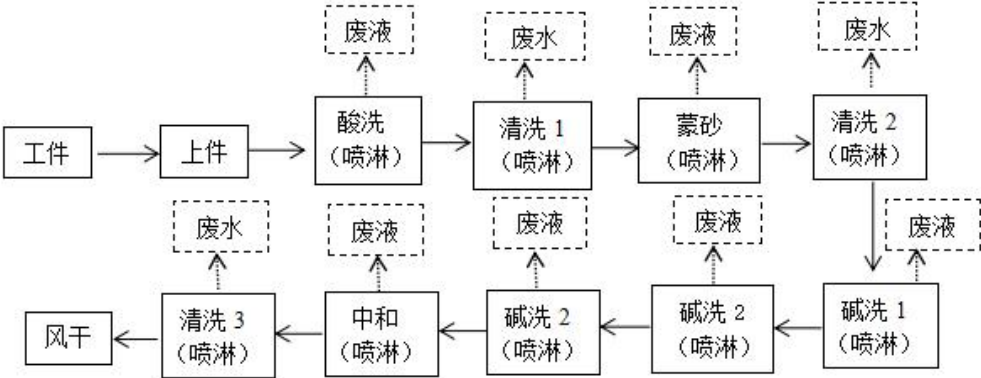 废液
废水
废液
废水
工件
上件
酸洗
（喷淋）
清洗 1
（喷淋）
蒙砂
（喷淋）
清洗 2
（喷淋）
废水
废液
废液
废液
废液
风干
清洗 3
（喷淋）
中和
（喷淋）
碱洗 2
（喷淋）
碱洗 2
（喷淋）
碱洗 1
（喷淋）